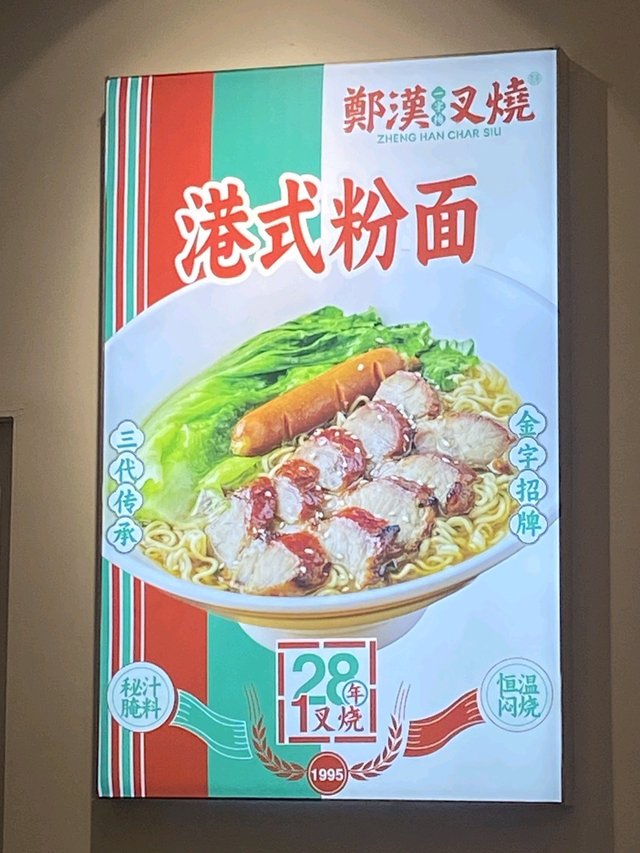 鄭漢 叉燒
ZHENG HAN CHAR SIU
港式粉面
三代传承
金字招牌
秘汁
腌料
28年
1叉烧
恒温
闷烧
1995